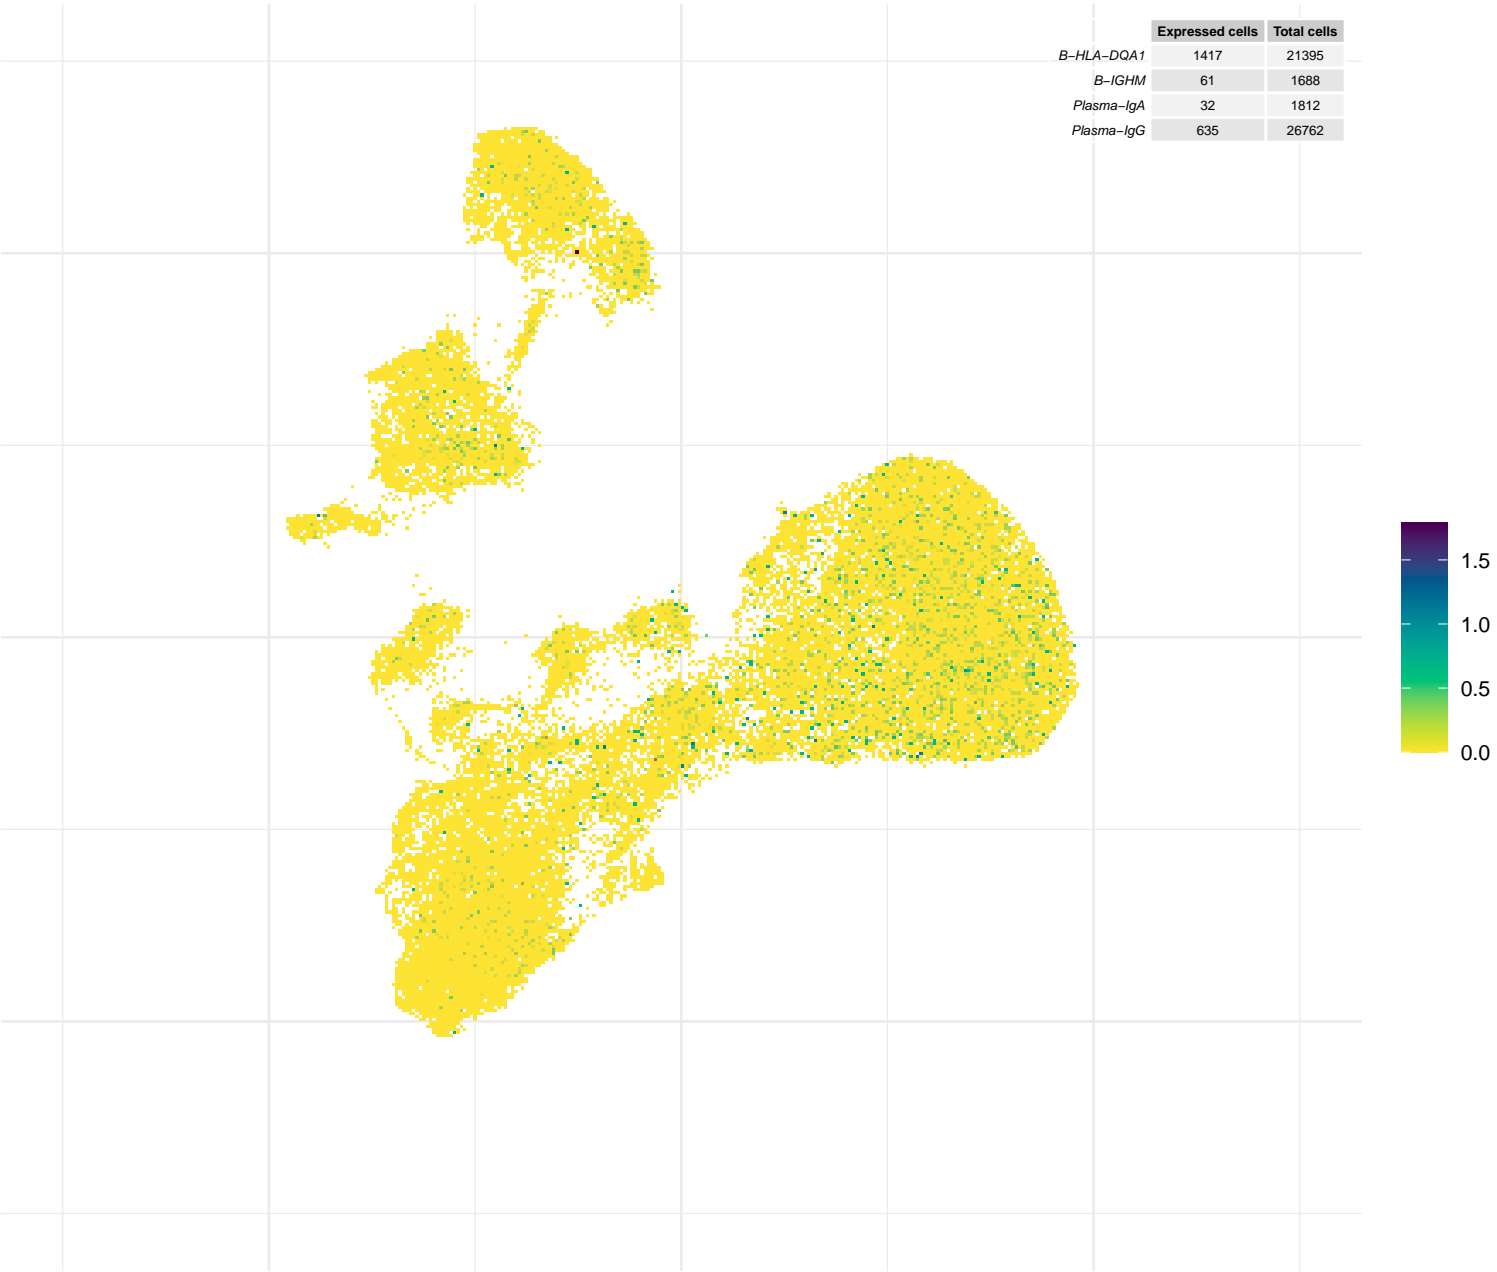 Expressed cells Total cells
B−HLA−DQA1 1417 21395
B−IGHM 61 1688
Plasma−IgA 32 1812
Plasma−IgG 635 26762
1.5
1.0
0.5
0.0